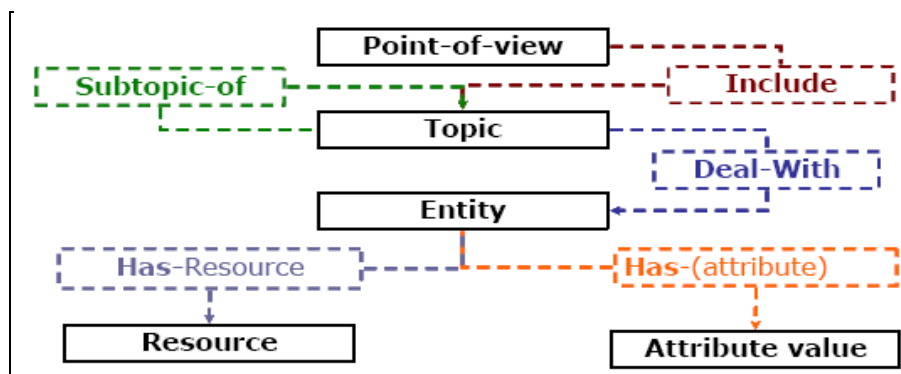 Point-of-view
Subtopic-of
Include
Topic
Deal-With
Entity
Has-Resource
Has-(attribute)
Resource
Attribute value